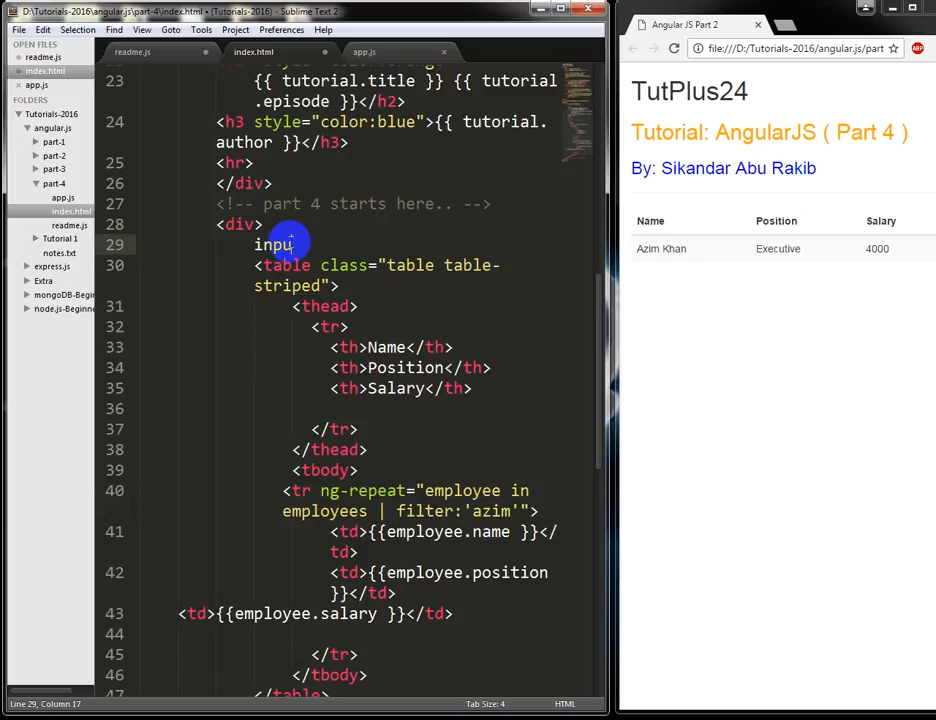 D:\Tutorials-2016\angular.js\part-4\index.html • (Tutorials-2016) - Sublime Text 2
File Edit Selection Find View Goto Tools Project Preferences Help
OPEN FILES
readme.js
index.html
app.js
FOLDERS
Tutorials-2016
angular.js
part-1
part-2
part-3
part-4
app.js
index.html
readme.js
Tutorial 1
notes.txt
express.js
Extra
mongoDB-Begin
node.js-Beginne
readme.js index.html app.js
23 {{ tutorial.title }} {{ tutorial
.episode }}</h2>
24 <h3 style="color:blue">{{ tutorial.
author }}</h3>
25 <hr>
26 </div>
27 <!-- part 4 starts here.. -->
28 <div>
29 inpu
30 <table class="table table-
striped">
31 <thead>
32 <tr>
33 <th>Name</th>
34 <th>Position</th>
35 <th>Salary</th>
36
37 </tr>
38 </thead>
39 <tbody>
40 <tr ng-repeat="employee in
employees | filter:'azim'">
41 <td>{{employee.name }}</
td>
42 <td>{{employee.position
}}</td>
43 <td>{{employee.salary }}</td>
44
45 </tr>
46 </tbody>
47 </table>
Line 29, Column 17 Tab Size: 4 HTML
Angular JS Part 2
file:///D:/Tutorials-2016/angular.js/part
ABP
TutPlus24
Tutorial: AngularJS ( Part 4 )
By: Sikandar Abu Rakib
Name Position Salary
Azim Khan Executive 4000